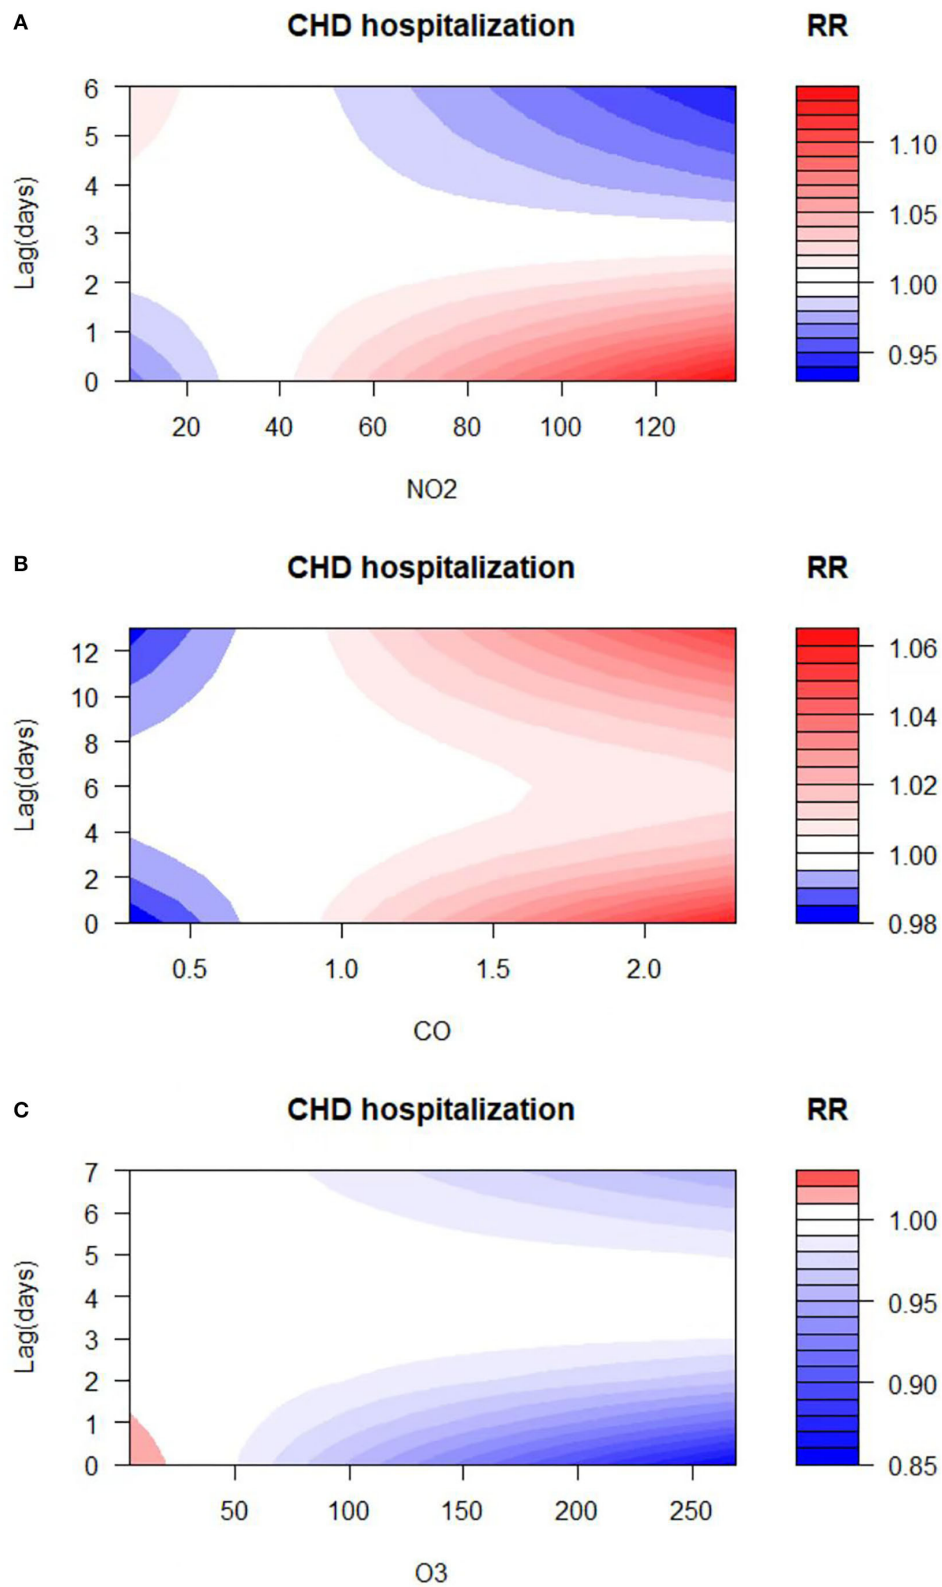 A
CHD hospitalization
RR
6
5
4
3
2
1
0
Lag(days)
20 40 60 80 100 120
NO2
1.10
1.05
1.00
0.95
B
CHD hospitalization
RR
12
10
8
6
4
2
0
Lag(days)
0.5 1.0 1.5 2.0
CO
1.06
1.04
1.02
1.00
0.98
C
CHD hospitalization
RR
7
6
5
4
3
2
1
0
Lag(days)
50 100 150 200 250
O3
1.00
0.95
0.90
0.85